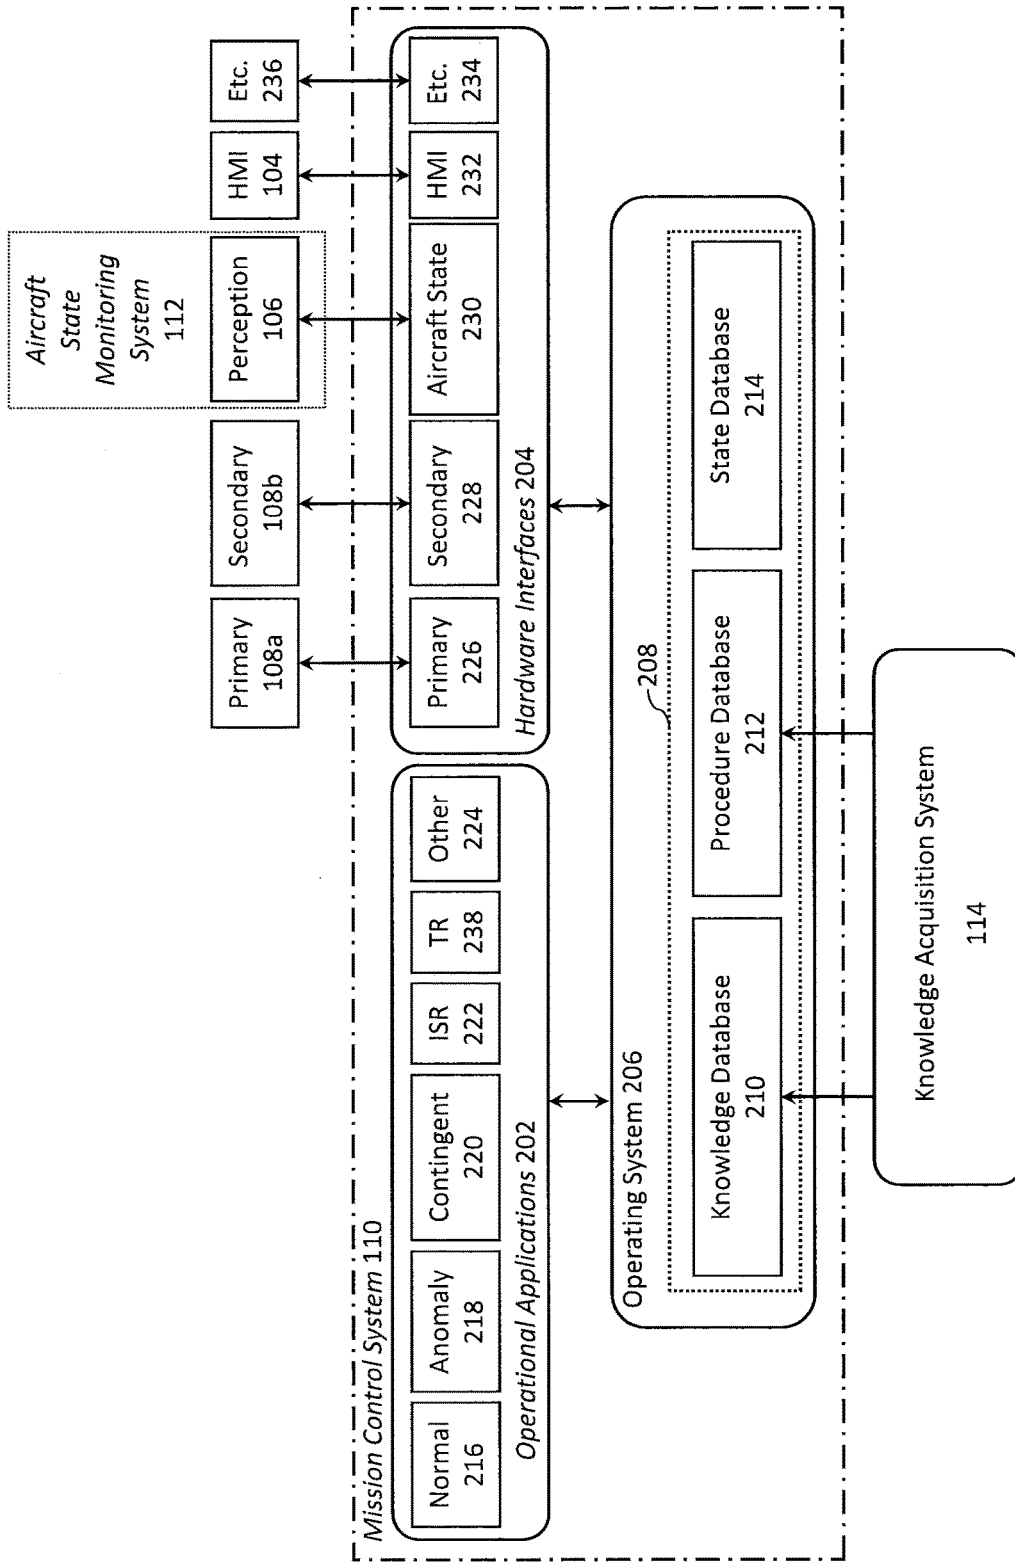 Aircraft
State
Monitoring
System
112
Primary
108a
Secondary
108b
Perception
106
HMI
104
Etc.
236
Mission Control System 110
Normal
216
Anomaly
218
Contingent
220
ISR
222
TR
238
Other
224
Operational Applications 202
Primary
226
Secondary
228
Aircraft State
230
HMI
232
Etc.
234
Hardware Interfaces 204
Operating System 206
208
Knowledge Database
210
Procedure Database
212
State Database
214
Knowledge Acquisition System
114